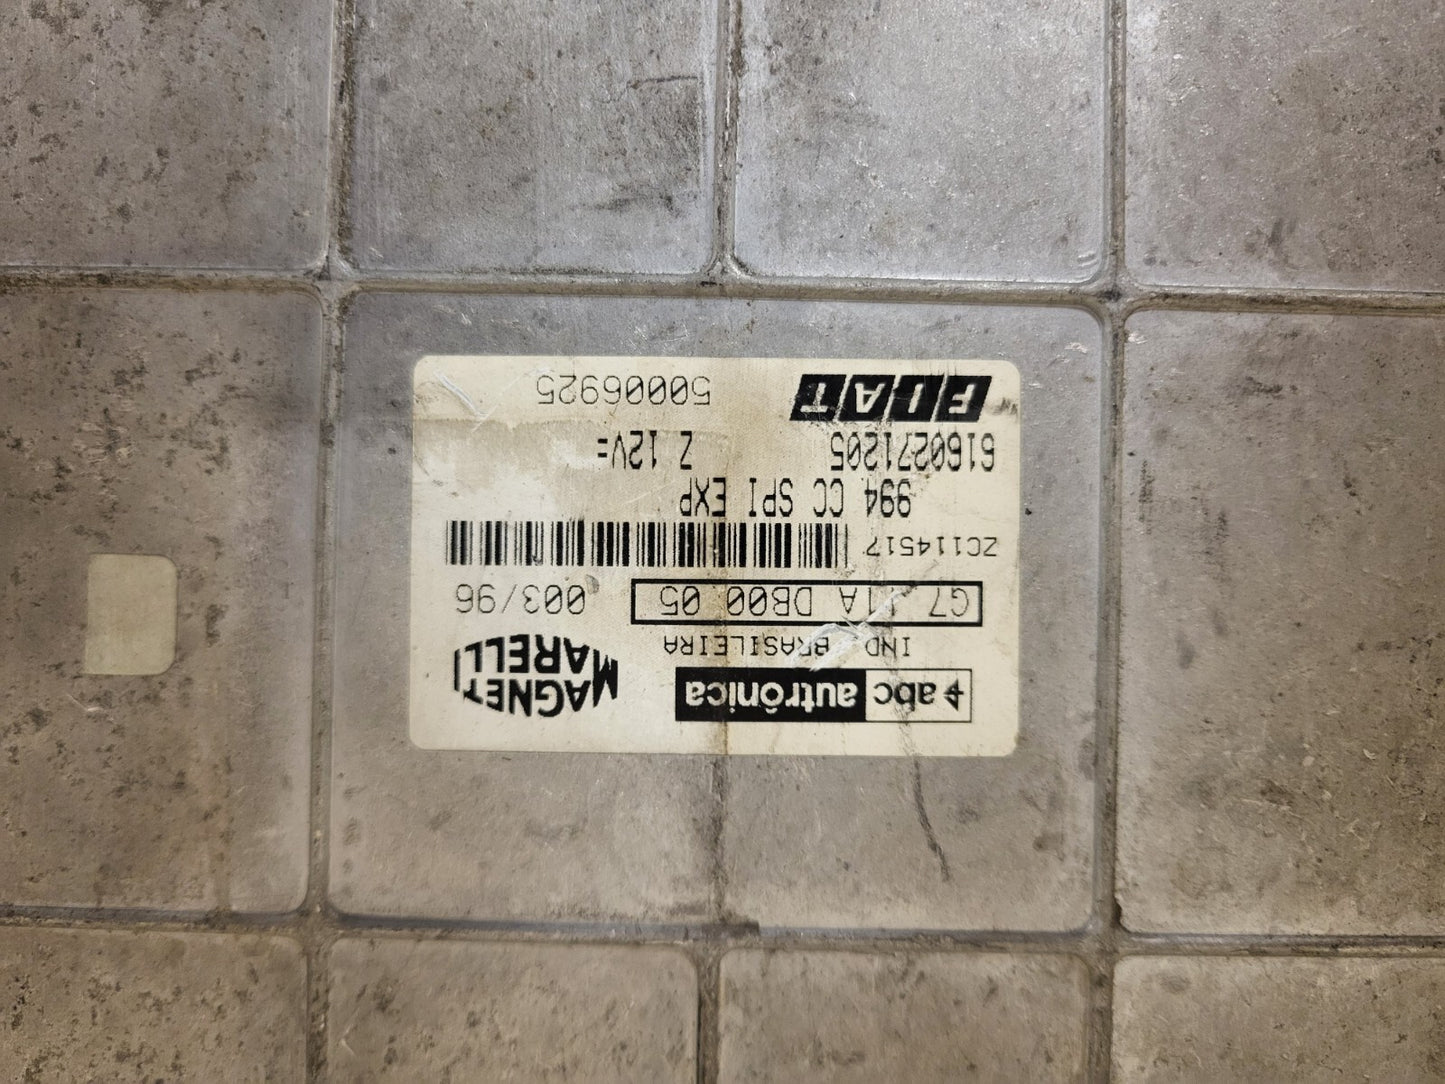 abc autrônica MAGNETI MARELLI
IND BRASILEIRA
G7 11A DB00 05 003/96
ZC114517
994 CC SPI EXP
6160271205 Z 12V=
FIAT 50006925